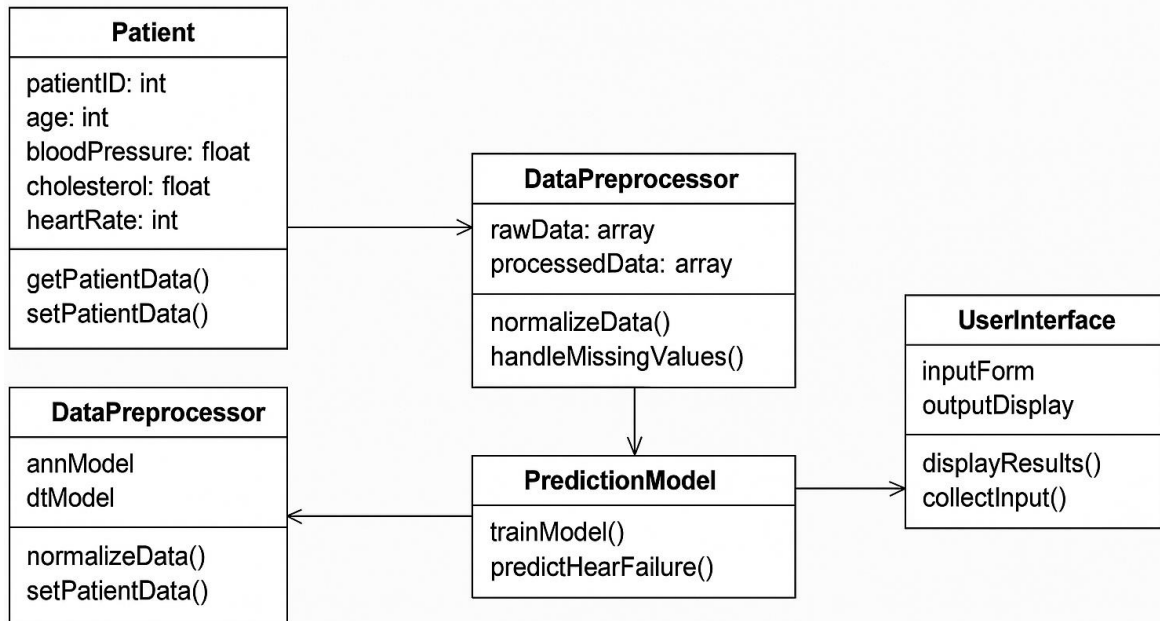 Patient
patientID: int
age: int
bloodPressure: float
cholesterol: float
heartRate: int
getPatientData()
setPatientData()
DataPreprocessor
rawData: array
processedData: array
normalizeData()
handleMissingValues()
UserInterface
inputForm
outputDisplay
displayResults()
collectInput()
DataPreprocessor
annModel
dtModel
normalizeData()
setPatientData()
PredictionModel
trainModel()
predictHearFailure()